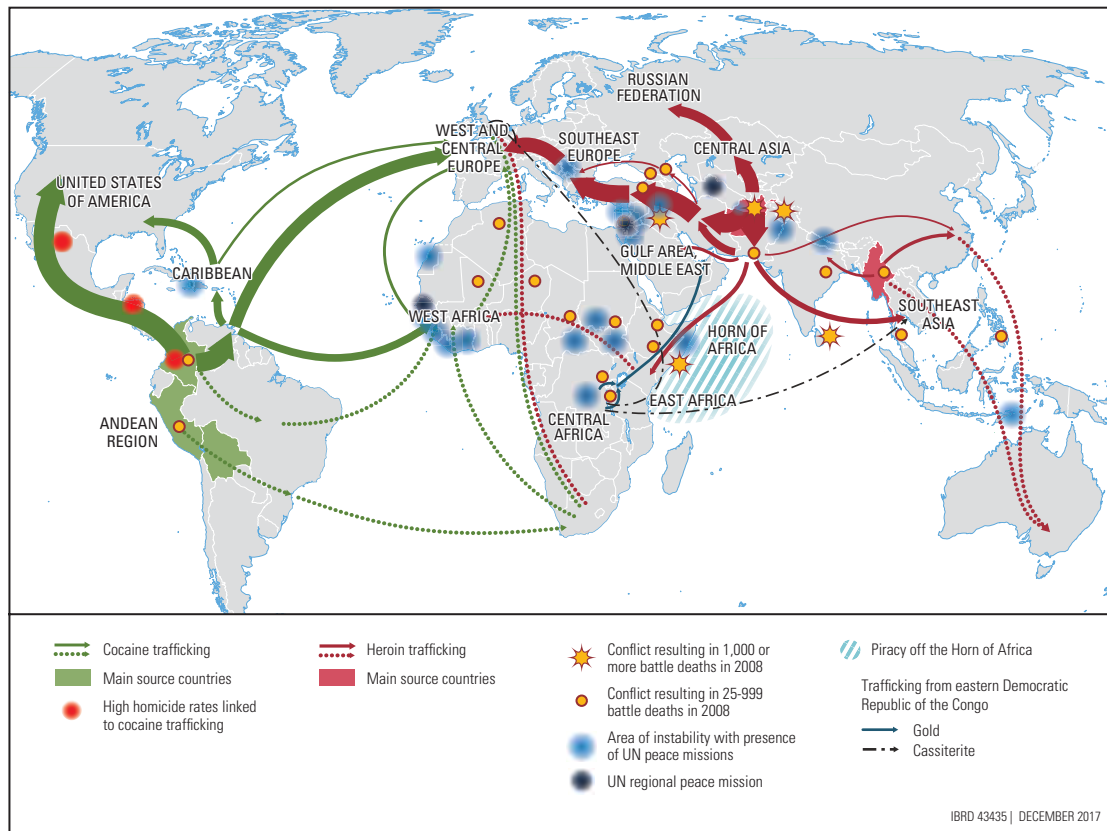 RUSSIAN
FEDERATION
WEST AND
CENTRAL
EUROPE
SOUTHEAST
EUROPE
CENTRAL ASIA
UNITED STATES
OF AMERICA
CARIBBEAN
GULF AREA,
MIDDLE EAST
WEST AFRICA
HORN OF
AFRICA
SOUTHEAST
ASIA
EAST AFRICA
CENTRAL
AFRICA
ANDEAN
REGION
Cocaine trafficking
Main source countries
High homicide rates linked
to cocaine trafficking
Heroin trafficking
Main source countries
Conflict resulting in 1,000 or
more battle deaths in 2008
Conflict resulting in 25-999
battle deaths in 2008
Area of instability with presence
of UN peace missions
UN regional peace mission
Piracy off the Horn of Africa
Trafficking from eastern Democratic
Republic of the Congo
Gold
Cassiterite
IBRD 43435 | DECEMBER 2017